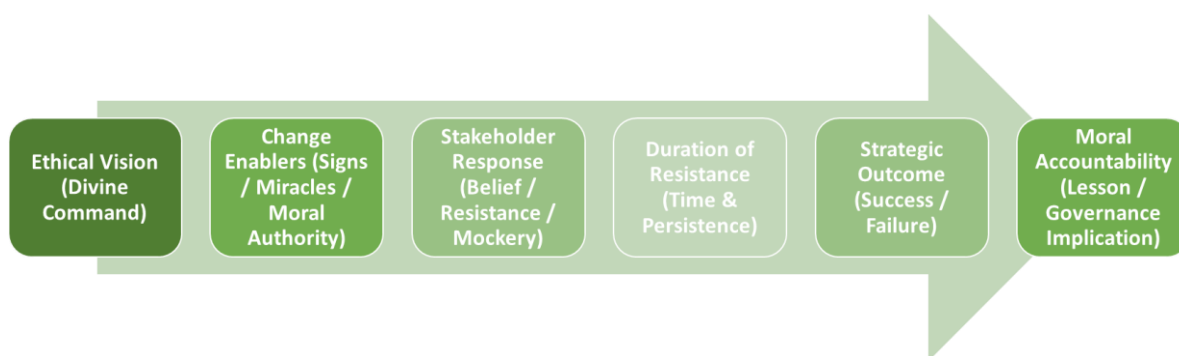 Ethical Vision
(Divine
Command)
Change
Enablers (Signs
/ Miracles /
Moral
Authority)
Stakeholder
Response
(Belief /
Resistance /
Mockery)
Duration of
Resistance
(Time &
Persistence)
Strategic
Outcome
(Success /
Failure)
Moral
Accountability
(Lesson /
Governance
Implication)